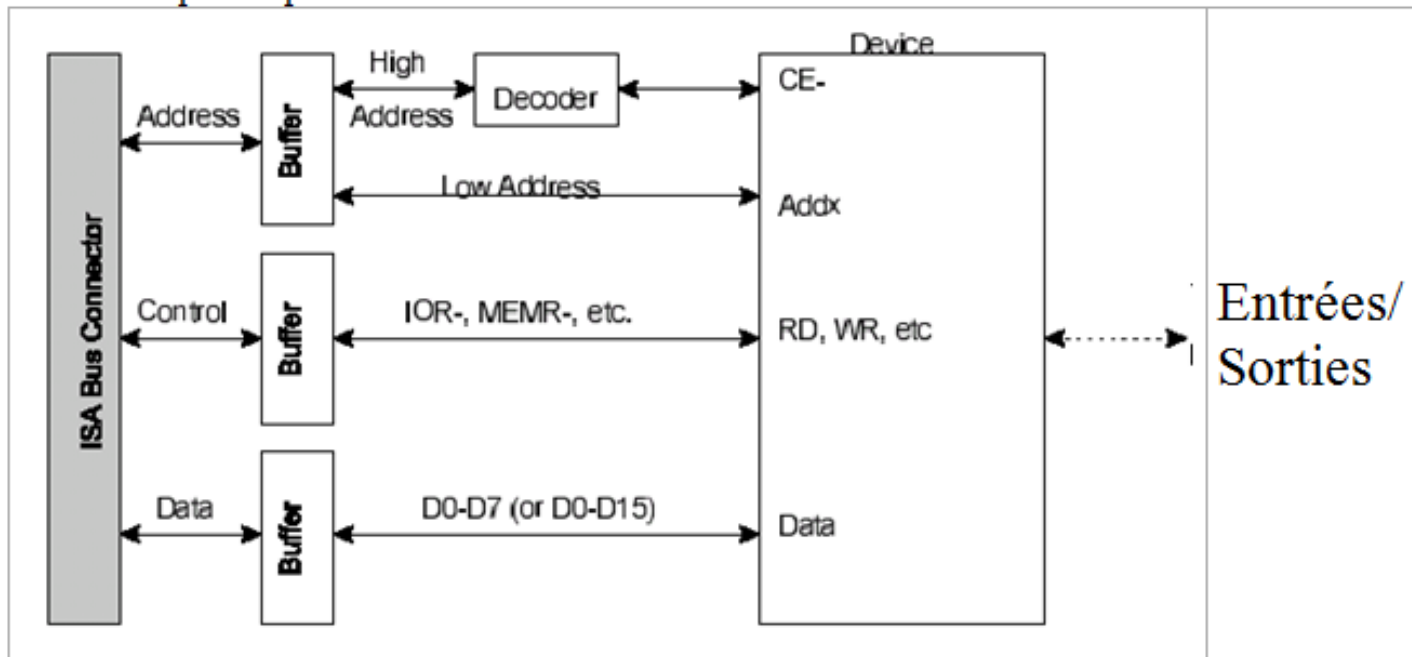 Device
High
Address
Decoder
CE-
Address
Buffer
Low Address
Addx
ISA Bus Connector
Control
Buffer
IOR-, MEMR-, etc.
RD, WR, etc
Entrées/
Sorties
Data
Buffer
D0-D7 (or D0-D15)
Data